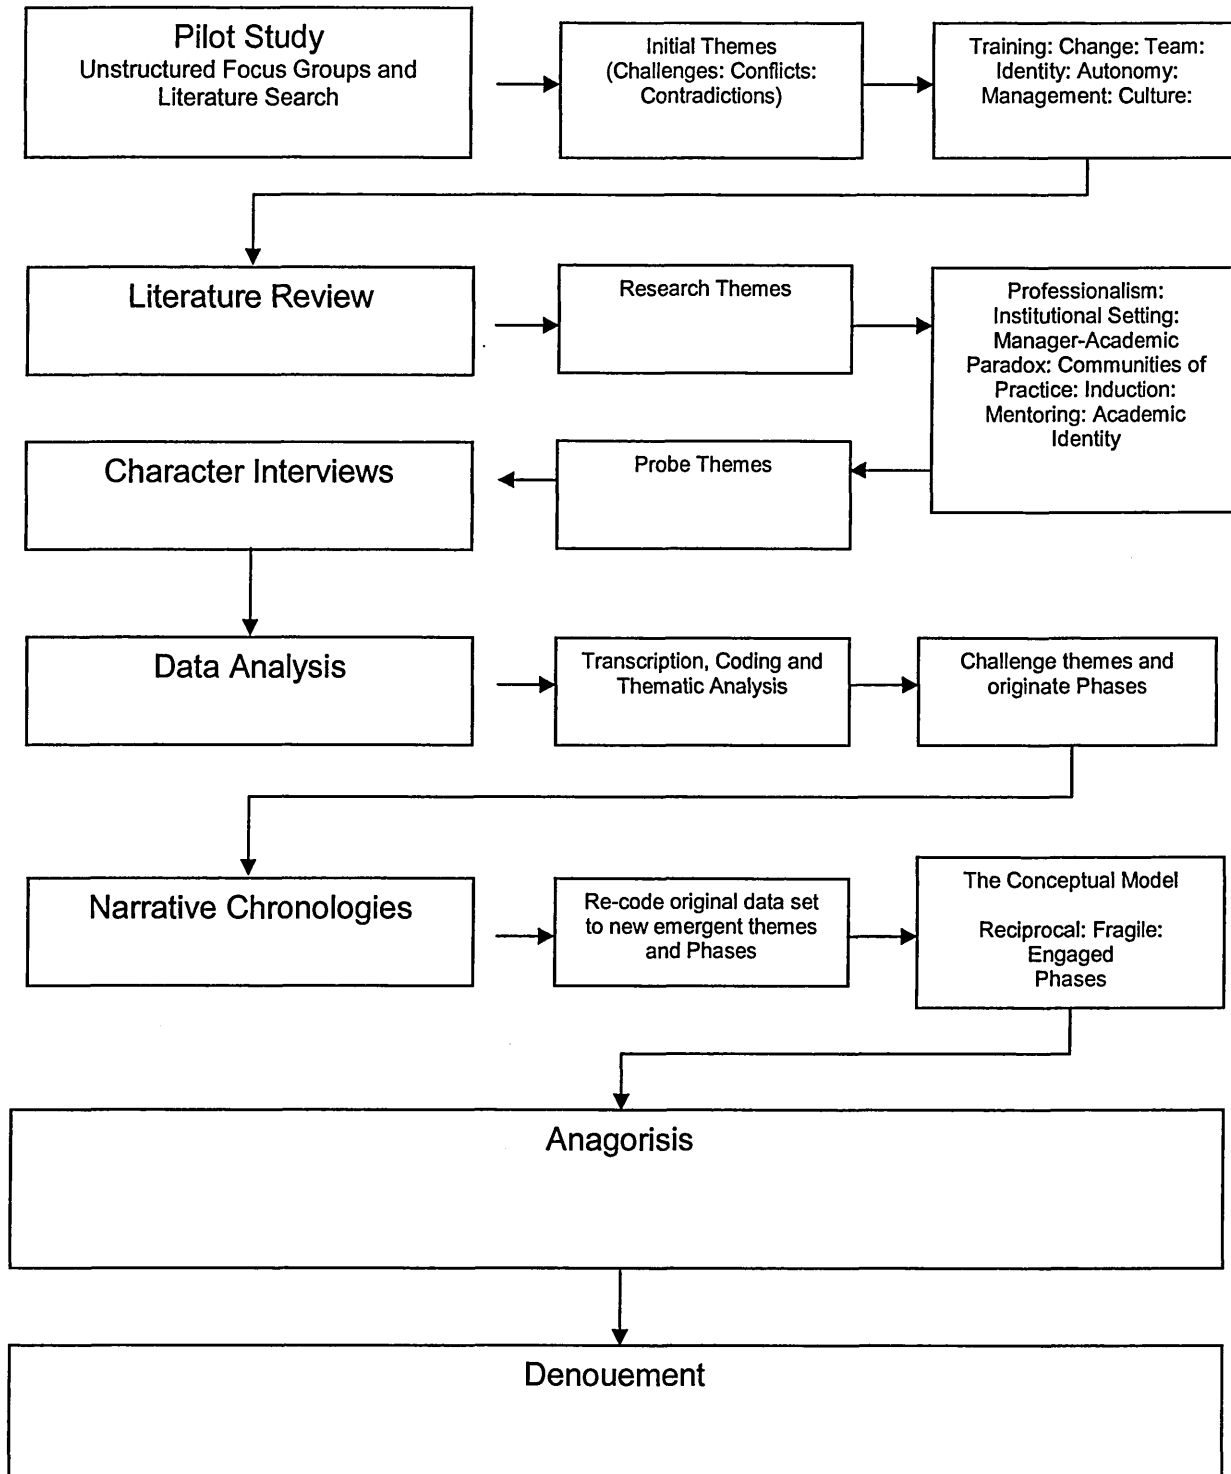 Pilot Study
Unstructured Focus Groups and
Literature Search
Initial Themes
(Challenges: Conflicts:
Contradictions)
Training: Change: Team:
Identity: Autonomy:
Management: Culture:
Literature Review
Research Themes
Professionalism:
Institutional Setting:
Manager-Academic
Paradox: Communities of
Practice: Induction:
Mentoring: Academic
Identity
Character Interviews
Probe Themes
Data Analysis
Transcription, Coding and
Thematic Analysis
Challenge themes and
originate Phases
Narrative Chronologies
Re-code original data set
to new emergent themes
and Phases
The Conceptual Model
Reciprocal: Fragile:
Engaged
Phases
Anagorisis
Denouement